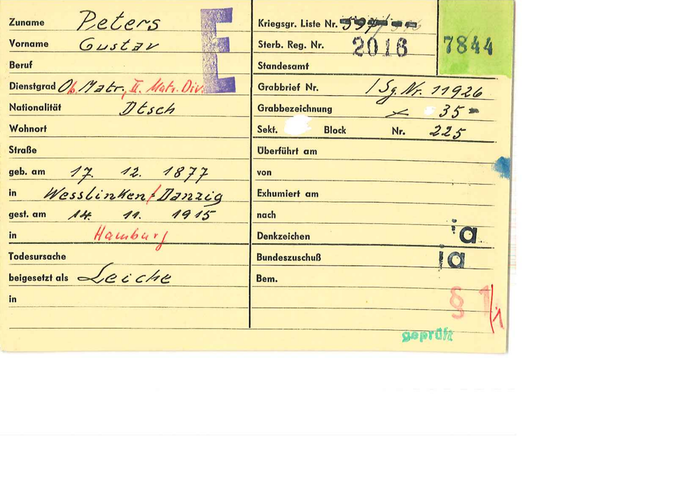 Zuname Peters
Vorname Gustav
E
Beruf
Dienstgrad Ob. Matr., II. Matr. Div.
Nationalität Dtsch
Wohnort
Straße
geb. am 17. 12. 1877
in Wesslinken/Danzig
gest. am 14. 11. 1915
in Hamburg
Todesursache
beigesetzt als Leiche
in
Kriegsgr. Liste Nr.
Sterb. Reg. Nr. 2016
7844
Standesamt
Grabbrief Nr. / Sg. Nr. 11926
Grabbezeichnung 35
Sekt. Block Nr. 225
Überführt am
von
Exhumiert am
nach
Denkzeichen ja
Bundeszuschuß ja
Bem.
§ 1/1
geprüft